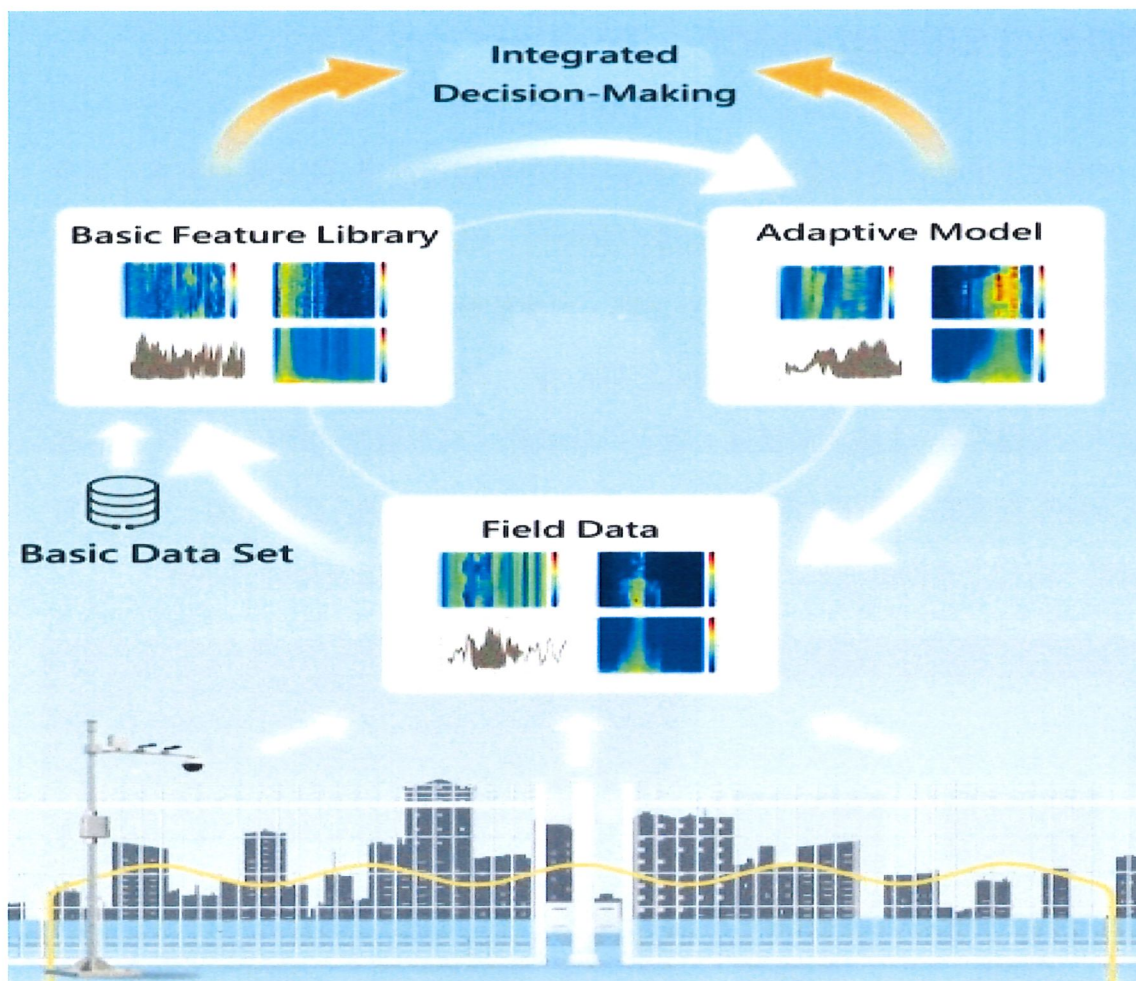 Integrated
Decision-Making
Basic Feature Library
Adaptive Model
Basic Data Set
Field Data